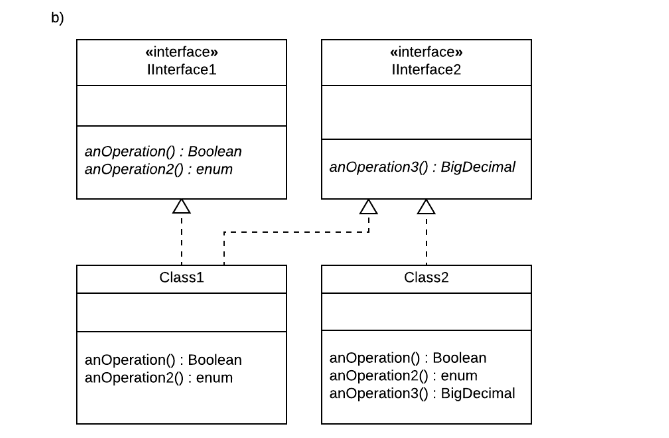 b)
«interface»
IInterface1
anOperation() : Boolean
anOperation2() : enum
«interface»
IInterface2
anOperation3() : BigDecimal
Class1
anOperation() : Boolean
anOperation2() : enum
Class2
anOperation() : Boolean
anOperation2() : enum
anOperation3() : BigDecimal